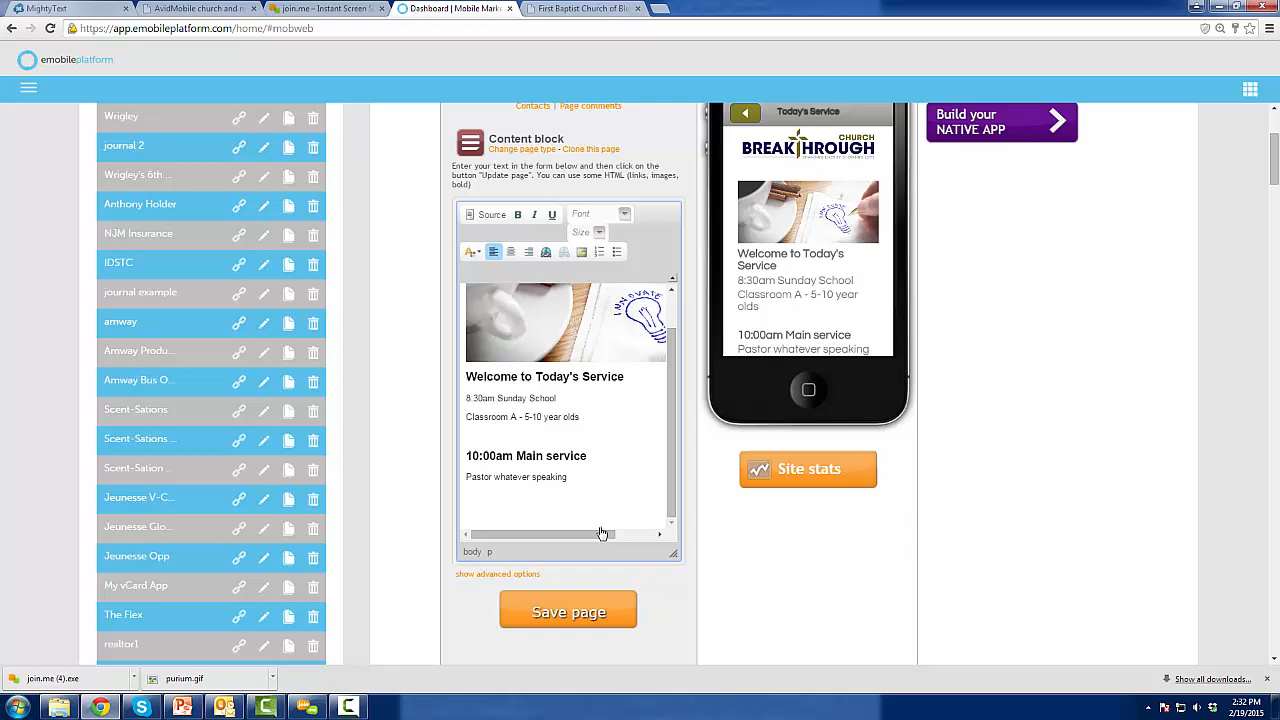 MightyText
AvidMobile church and n
join.me – Instant Screen S
Dashboard | Mobile Mark
First Baptist Church of Ble
https://app.emobileplatform.com/home/#mobweb
emobileplatform
Wrigley
journal 2
Wrigley's 6th ...
Anthony Holder
NJM Insurance
IDSTC
journal example
amway
Amway Produ...
Amway Bus O...
Scent-Sations
Scent-Sations ...
Scent-Sation ...
Jeunesse V-C...
Jeunesse Glo...
Jeunesse Opp
My vCard App
The Flex
realtor1
Contacts | Page comments
Content block
Change page type - Clone this page
Enter your text in the form below and then click on the
button "Update page". You can use some HTML (links, images,
bold)
Source B I U Font
Size
A
INNOVATE
Welcome to Today's Service
8:30am Sunday School
Classroom A - 5-10 year olds
10:00am Main service
Pastor whatever speaking
body p
show advanced options
Save page
Today's Service
CHURCH
BREAKTHROUGH
Welcome to Today's
Service
8:30am Sunday School
Classroom A - 5-10 year
olds
10:00am Main service
Pastor whatever speaking
Site stats
Build your
NATIVE APP
join.me (4).exe
purium.gif
Show all downloads...
2:32 PM
2/19/2015